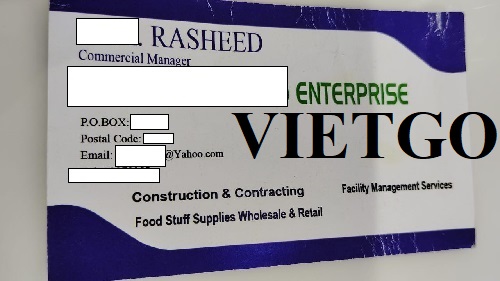 . RASHEED
Commercial Manager
ENTERPRISE
P.O.BOX:
VIETGO
Postal Code:
Email: @Yahoo.com
Construction & Contracting
Facility Management Services
Food Stuff Supplies Wholesale & Retail